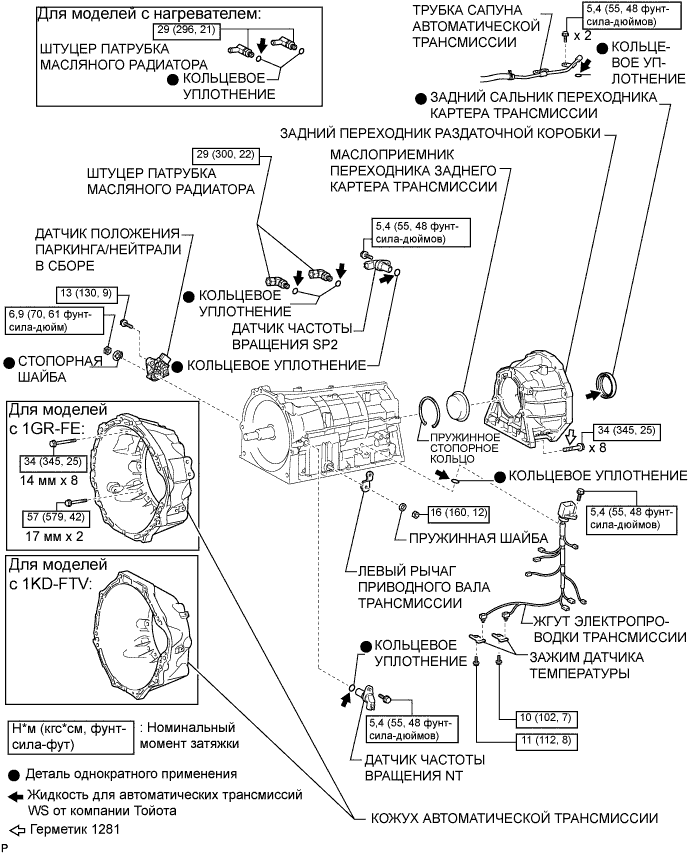 Для моделей с нагревателем:
29 (296, 21)
ШТУЦЕР ПАТРУБКА
МАСЛЯНОГО РАДИАТОРА
КОЛЬЦЕВОЕ
УПЛОТНЕНИЕ
ТРУБКА САПУНА
АВТОМАТИЧЕСКОЙ
ТРАНСМИССИИ
5,4 (55, 48 фунт-
сила-дюймов)
x 2
КОЛЬЦЕ-
ВОЕ УП-
ЛОТНЕНИЕ
ЗАДНИЙ САЛЬНИК ПЕРЕХОДНИКА
КАРТЕРА ТРАНСМИССИИ
ЗАДНИЙ ПЕРЕХОДНИК РАЗДАТОЧНОЙ КОРОБКИ
29 (300, 22)
ШТУЦЕР ПАТРУБКА
МАСЛЯНОГО РАДИАТОРА
МАСЛОПРИЕМНИК
ПЕРЕХОДНИКА ЗАДНЕГО
КАРТЕРА ТРАНСМИССИИ
ДАТЧИК ПОЛОЖЕНИЯ
ПАРКИНГА/НЕЙТРАЛИ
В СБОРЕ
5,4 (55, 48 фунт-
сила-дюймов)
13 (130, 9)
КОЛЬЦЕВОЕ
УПЛОТНЕНИЕ
6,9 (70, 61 фунт-
сила-дюйм)
ДАТЧИК ЧАСТОТЫ
ВРАЩЕНИЯ SP2
СТОПОРНАЯ
ШАЙБА
КОЛЬЦЕВОЕ УПЛОТНЕНИЕ
Для моделей
с 1GR-FE:
34 (345, 25)
14 мм x 8
57 (579, 42)
17 мм x 2
ПРУЖИННОЕ
СТОПОРНОЕ
КОЛЬЦО
34 (345, 25)
x 8
КОЛЬЦЕВОЕ УПЛОТНЕНИЕ
16 (160, 12)
5,4 (55, 48 фунт-
сила-дюймов)
ПРУЖИННАЯ ШАЙБА
Для моделей
с 1KD-FTV:
ЛЕВЫЙ РЫЧАГ
ПРИВОДНОГО ВАЛА
ТРАНСМИССИИ
ЖГУТ ЭЛЕКТРОПРО-
ВОДКИ ТРАНСМИССИИ
КОЛЬЦЕВОЕ
УПЛОТНЕНИЕ
ЗАЖИМ ДАТЧИКА
ТЕМПЕРАТУРЫ
10 (102, 7)
11 (112, 8)
5,4 (55, 48 фунт-
сила-дюймов)
ДАТЧИК ЧАСТОТЫ
ВРАЩЕНИЯ NT
Н*м (кгс*см, фунт-
сила-фут)
: Номинальный
момент затяжки
Деталь однократного применения
Жидкость для автоматических трансмиссий
WS от компании Тойота
Герметик 1281
КОЖУХ АВТОМАТИЧЕСКОЙ ТРАНСМИССИИ
P